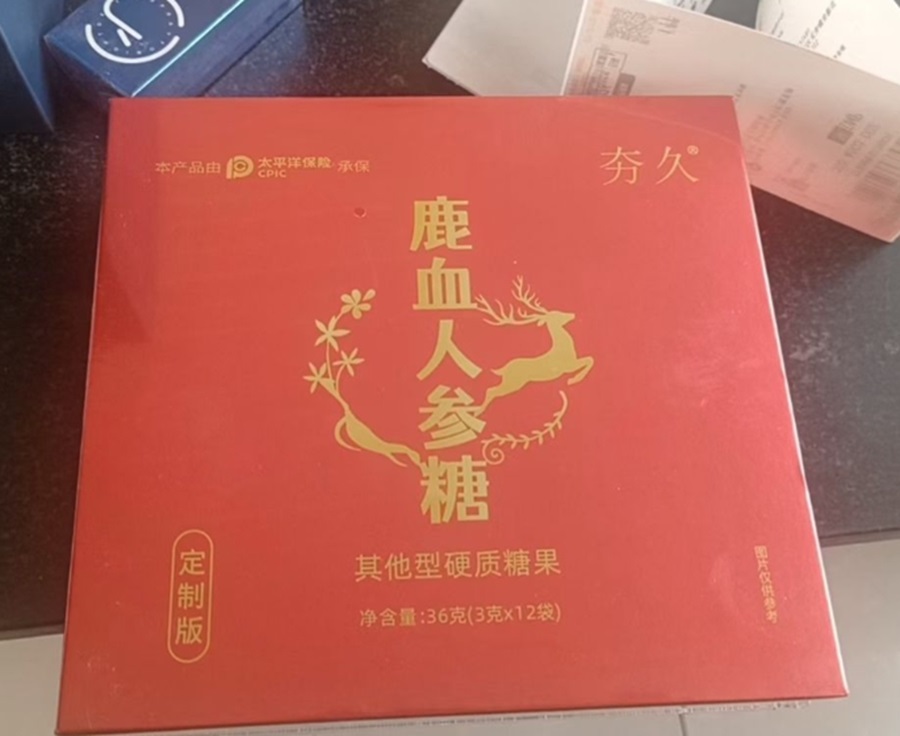 本产品由 太平洋保险 CPIC 承保
夯久®
鹿血人参糖
其他型硬质糖果
净含量:36克(3克x12袋)
定制版
图片仅供参考